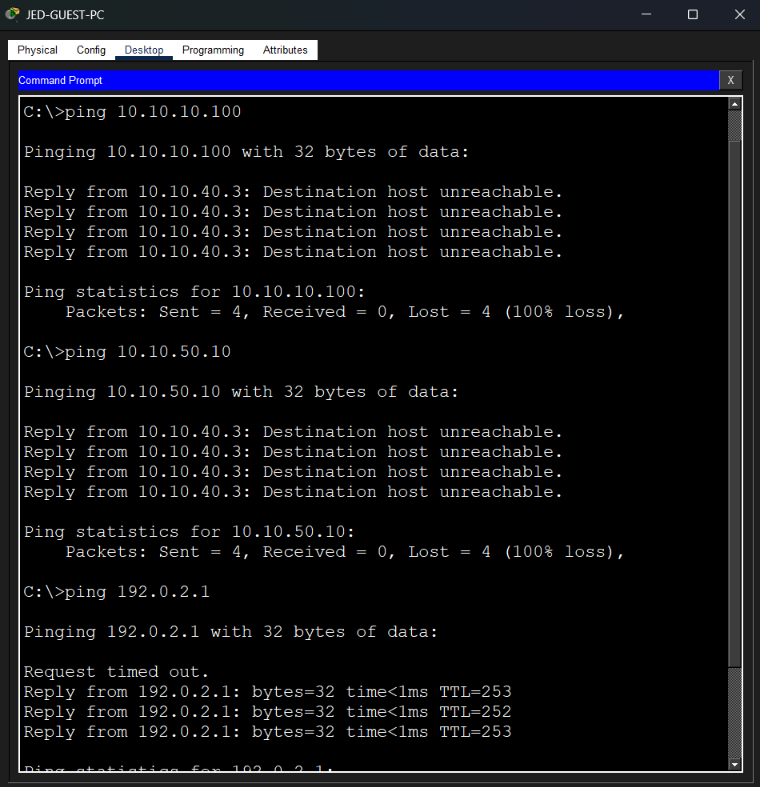 JED-GUEST-PC
Physical Config Desktop Programming Attributes
Command Prompt
X
C:\>ping 10.10.10.100
Pinging 10.10.10.100 with 32 bytes of data:
Reply from 10.10.40.3: Destination host unreachable.
Reply from 10.10.40.3: Destination host unreachable.
Reply from 10.10.40.3: Destination host unreachable.
Reply from 10.10.40.3: Destination host unreachable.
Ping statistics for 10.10.10.100:
Packets: Sent = 4, Received = 0, Lost = 4 (100% loss),
C:\>ping 10.10.50.10
Pinging 10.10.50.10 with 32 bytes of data:
Reply from 10.10.40.3: Destination host unreachable.
Reply from 10.10.40.3: Destination host unreachable.
Reply from 10.10.40.3: Destination host unreachable.
Reply from 10.10.40.3: Destination host unreachable.
Ping statistics for 10.10.50.10:
Packets: Sent = 4, Received = 0, Lost = 4 (100% loss),
C:\>ping 192.0.2.1
Pinging 192.0.2.1 with 32 bytes of data:
Request timed out.
Reply from 192.0.2.1: bytes=32 time<1ms TTL=253
Reply from 192.0.2.1: bytes=32 time<1ms TTL=252
Reply from 192.0.2.1: bytes=32 time<1ms TTL=253
Ping statistics for 192.0.2.1: